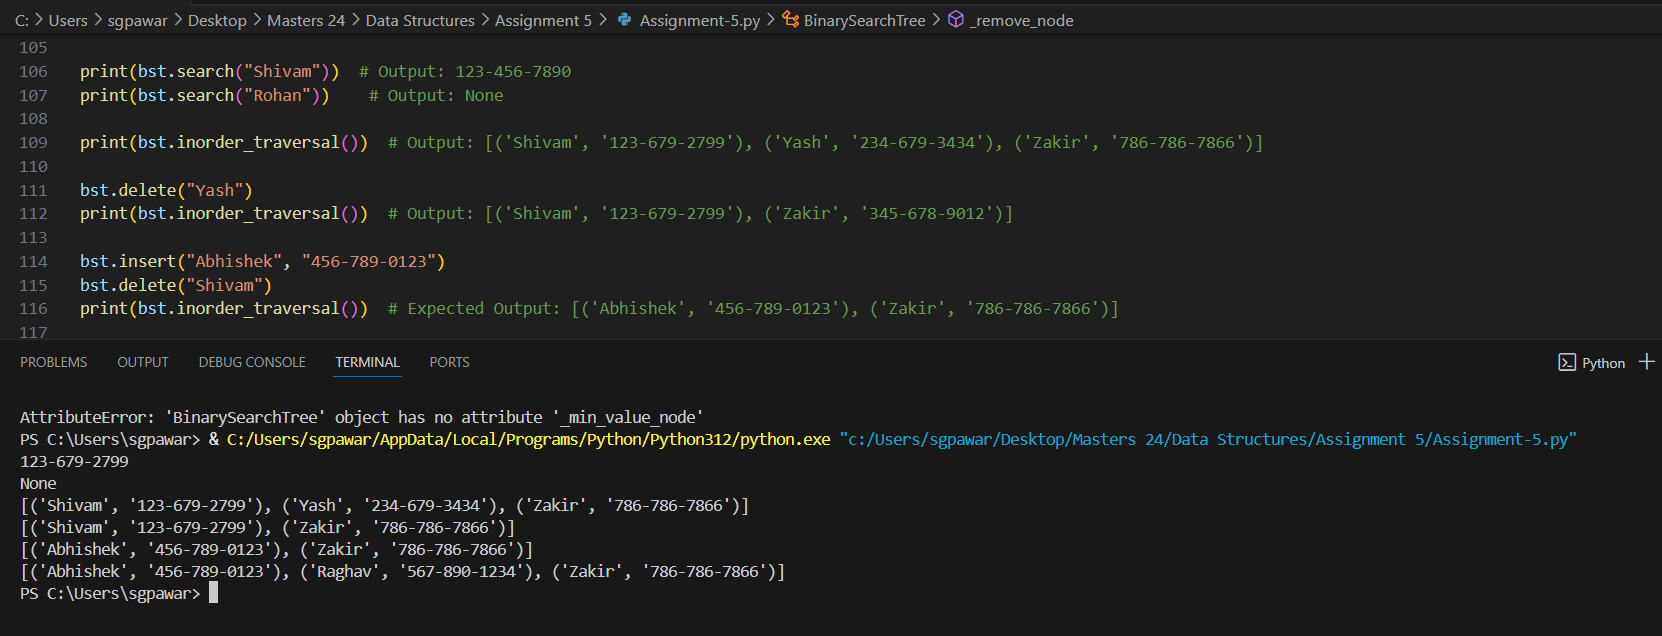 C: > Users > sgpawar > Desktop > Masters 24 > Data Structures > Assignment 5 > Assignment-5.py > BinarySearchTree > _remove_node
105
106 print(bst.search("Shivam")) # Output: 123-456-7890
107 print(bst.search("Rohan")) # Output: None
108
109 print(bst.inorder_traversal()) # Output: [('Shivam', '123-679-2799'), ('Yash', '234-679-3434'), ('Zakir', '786-786-7866')]
110
111 bst.delete("Yash")
112 print(bst.inorder_traversal()) # Output: [('Shivam', '123-679-2799'), ('Zakir', '345-678-9012')]
113
114 bst.insert("Abhishek", "456-789-0123")
115 bst.delete("Shivam")
116 print(bst.inorder_traversal()) # Expected Output: [('Abhishek', '456-789-0123'), ('Zakir', '786-786-7866')]
117
PROBLEMS OUTPUT DEBUG CONSOLE TERMINAL PORTS Python +
AttributeError: 'BinarySearchTree' object has no attribute '_min_value_node'
PS C:\Users\sgpawar> & C:/Users/sgpawar/AppData/Local/Programs/Python/Python312/python.exe "c:/Users/sgpawar/Desktop/Masters 24/Data Structures/Assignment 5/Assignment-5.py"
123-679-2799
None
[('Shivam', '123-679-2799'), ('Yash', '234-679-3434'), ('Zakir', '786-786-7866')]
[('Shivam', '123-679-2799'), ('Zakir', '786-786-7866')]
[('Abhishek', '456-789-0123'), ('Zakir', '786-786-7866')]
[('Abhishek', '456-789-0123'), ('Raghav', '567-890-1234'), ('Zakir', '786-786-7866')]
PS C:\Users\sgpawar>